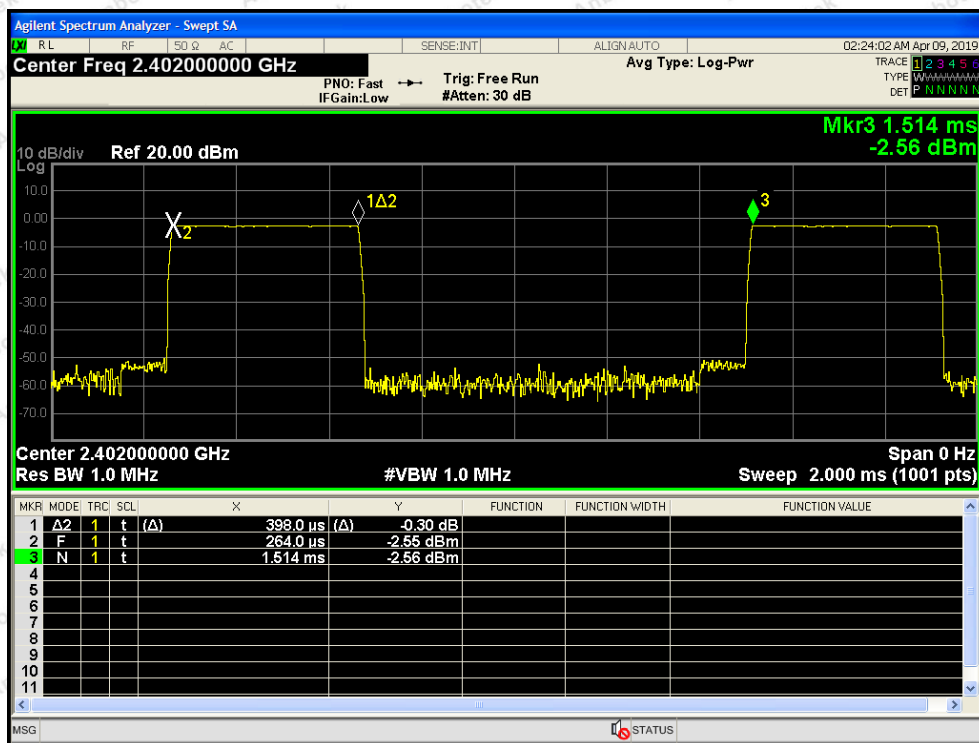 Agilent Spectrum Analyzer - Swept SA
LXI RL RF 50 Ω AC SENSE:INT ALIGN AUTO 02:24:02 AM Apr 09, 2019
Center Freq 2.402000000 GHz
PNO: Fast
IFGain:Low
Trig: Free Run
#Atten: 30 dB
Avg Type: Log-Pwr
TRACE 1 2 3 4 5 6
TYPE WWWWWW
DET P N N N N N
Mkr3 1.514 ms
-2.56 dBm
10 dB/div Ref 20.00 dBm
Log
10.0
0.00
-10.0
-20.0
-30.0
-40.0
-50.0
-60.0
-70.0
2
1Δ2
3
Center 2.402000000 GHz Span 0 Hz
Res BW 1.0 MHz #VBW 1.0 MHz Sweep 2.000 ms (1001 pts)
MKR MODE TRC SCL X Y FUNCTION FUNCTION WIDTH FUNCTION VALUE
1 Δ2 1 t (Δ) 398.0 µs (Δ) -0.30 dB
2 F 1 t 264.0 µs -2.55 dBm
3 N 1 t 1.514 ms -2.56 dBm
4
5
6
7
8
9
10
11
MSG STATUS